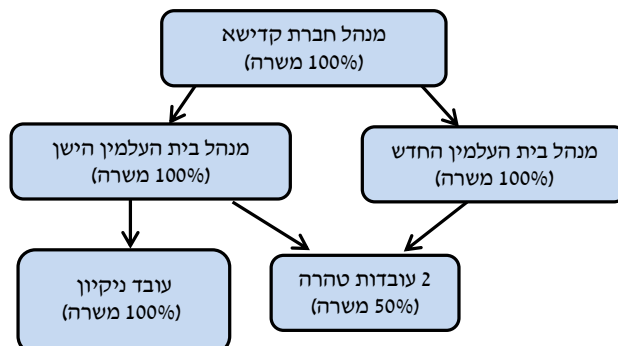 מנהל חברת קדישא
(100% משרה)
מנהל בית העלמין החדש
(100% משרה)
מנהל בית העלמין הישן
(100% משרה)
2 עובדות טהרה
(50% משרה)
עובד ניקיון
(100% משרה)